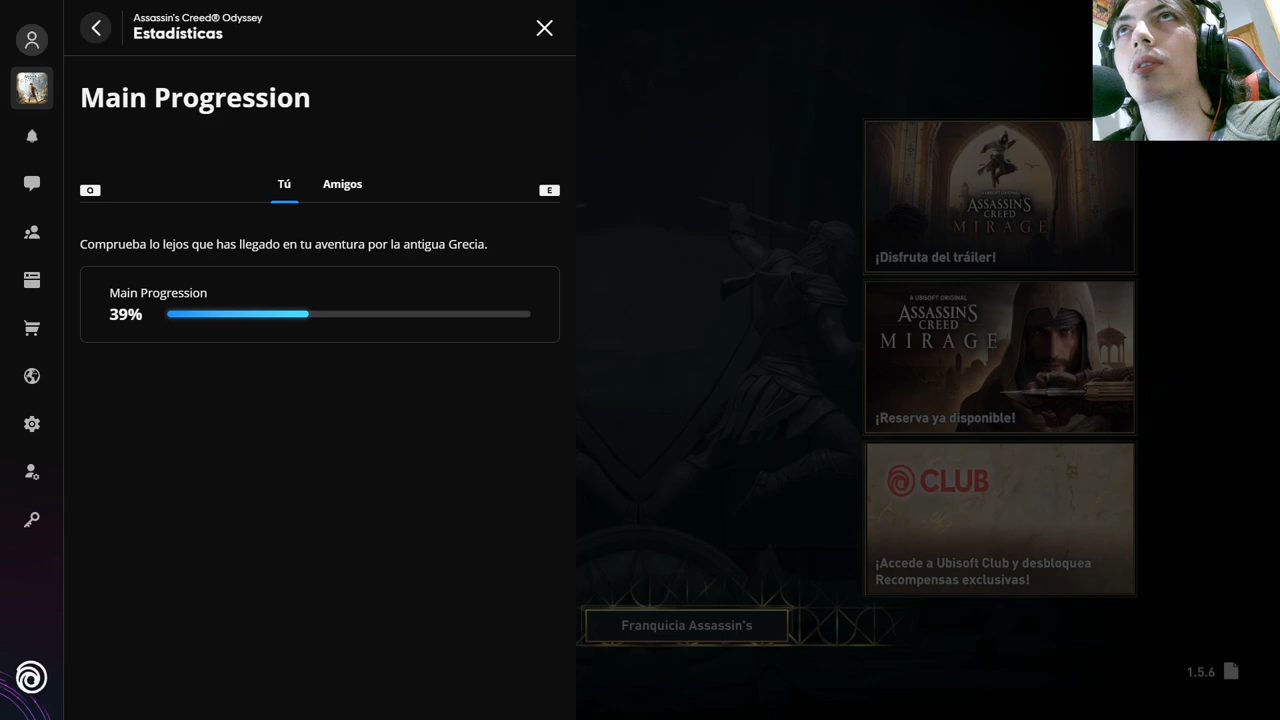 Assassin's Creed® Odyssey
Estadísticas
Main Progression
Q
Tú
Amigos
E
Comprueba lo lejos que has llegado en tu aventura por la antigua Grecia.
Main Progression
39%
ASSASSIN'S
CREED
MIRAGE
¡Disfruta del tráiler!
A UBISOFT ORIGINAL
ASSASSIN'S
CREED
MIRAGE
¡Reserva ya disponible!
CLUB
¡Accede a Ubisoft Club y desbloquea
Recompensas exclusivas!
Franquicia Assassin's
1.5.6